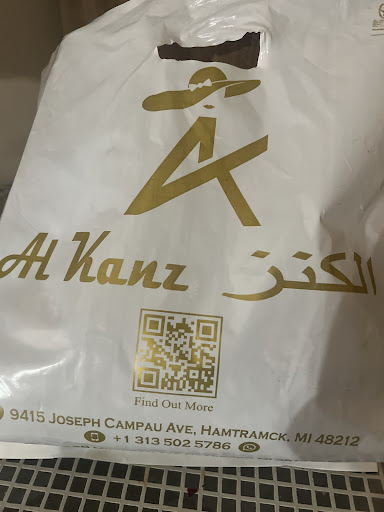 Al Kanz الكنز
Find Out More
9415 JOSEPH CAMPAU AVE, HAMTRAMCK, MI 48212
+1 313 502 5786